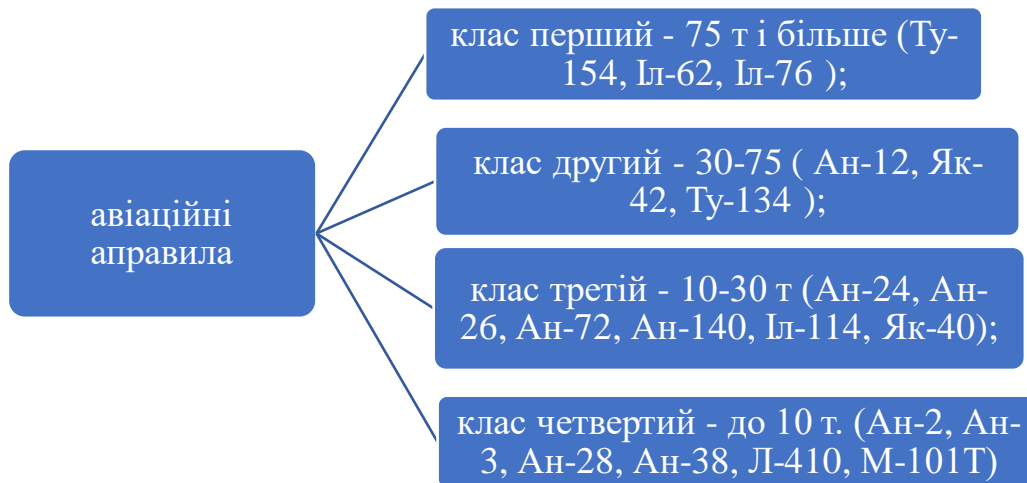 клас перший - 75 т і більше (Ту-
154, Іл-62, Іл-76 );
авіаційні
аправила
клас другий - 30-75 ( Ан-12, Як-
42, Ту-134 );
клас третій - 10-30 т (Ан-24, Ан-
26, Ан-72, Ан-140, Іл-114, Як-40);
клас четвертий - до 10 т. (Ан-2, Ан-
3, Ан-28, Ан-38, Л-410, М-101Т)